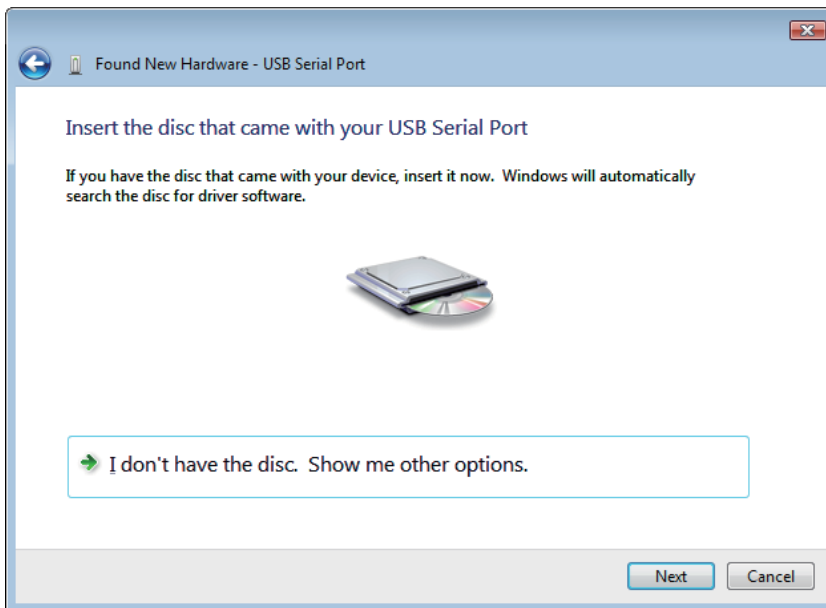 Found New Hardware - USB Serial Port
Insert the disc that came with your USB Serial Port
If you have the disc that came with your device, insert it now.  Windows will automatically
search the disc for driver software.
I don't have the disc.  Show me other options.
Next
Cancel